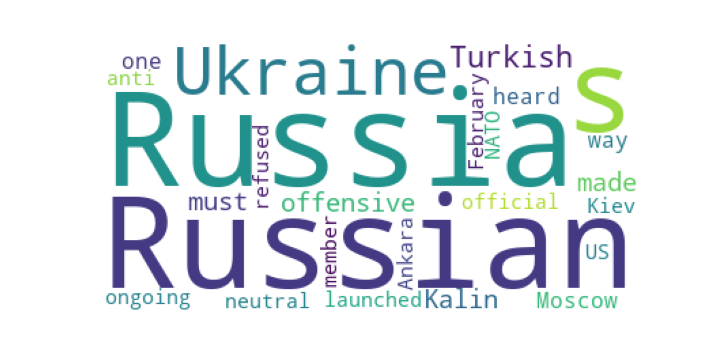 one
Ukraine
Turkish
anti
Russia
s
February
NATO
heard
way
refused
must
offensive
official
made
Kiev
Russian
member
Ankara
US
ongoing
neutral
launched
Kalin
Moscow